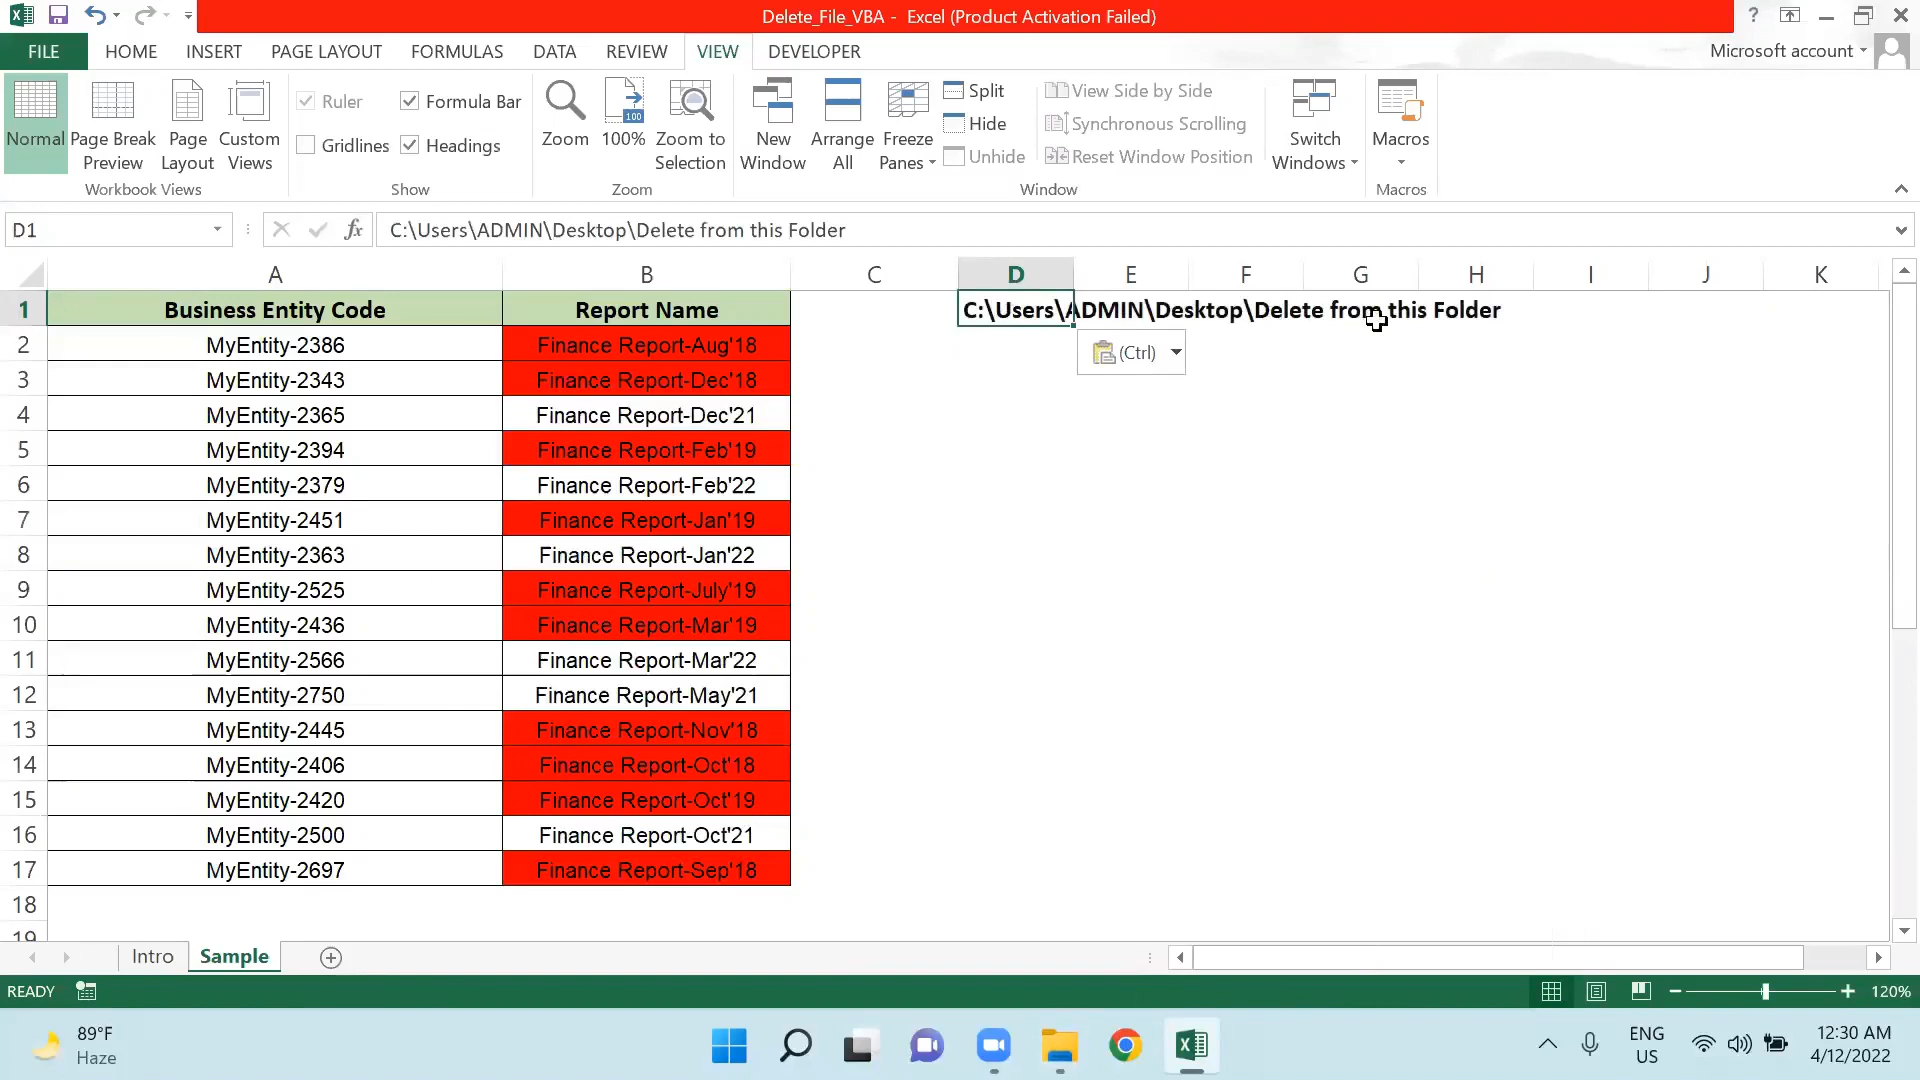 Delete_File_VBA - Excel (Product Activation Failed)
?
FILE HOME INSERT PAGE LAYOUT FORMULAS DATA REVIEW VIEW DEVELOPER Microsoft account
Normal
Page Break Preview
Page Layout
Custom Views
Workbook Views
Ruler
Formula Bar
Gridlines
Headings
Show
Zoom
100
100%
Zoom to Selection
Zoom
New Window
Arrange All
Freeze Panes
Split
Hide
Unhide
View Side by Side
Synchronous Scrolling
Reset Window Position
Window
Switch Windows
Macros
Macros
D1 fx C:\Users\ADMIN\Desktop\Delete from this Folder
A B C D E F G H I J K
1 Business Entity Code Report Name C:\Users\ADMIN\Desktop\Delete from this Folder
(Ctrl)
2 MyEntity-2386 Finance Report-Aug'18
3 MyEntity-2343 Finance Report-Dec'18
4 MyEntity-2365 Finance Report-Dec'21
5 MyEntity-2394 Finance Report-Feb'19
6 MyEntity-2379 Finance Report-Feb'22
7 MyEntity-2451 Finance Report-Jan'19
8 MyEntity-2363 Finance Report-Jan'22
9 MyEntity-2525 Finance Report-July'19
10 MyEntity-2436 Finance Report-Mar'19
11 MyEntity-2566 Finance Report-Mar'22
12 MyEntity-2750 Finance Report-May'21
13 MyEntity-2445 Finance Report-Nov'18
14 MyEntity-2406 Finance Report-Oct'18
15 MyEntity-2420 Finance Report-Oct'19
16 MyEntity-2500 Finance Report-Oct'21
17 MyEntity-2697 Finance Report-Sep'18
18
19
Intro Sample
READY 120%
89°F
Haze
ENG
US
12:30 AM
4/12/2022